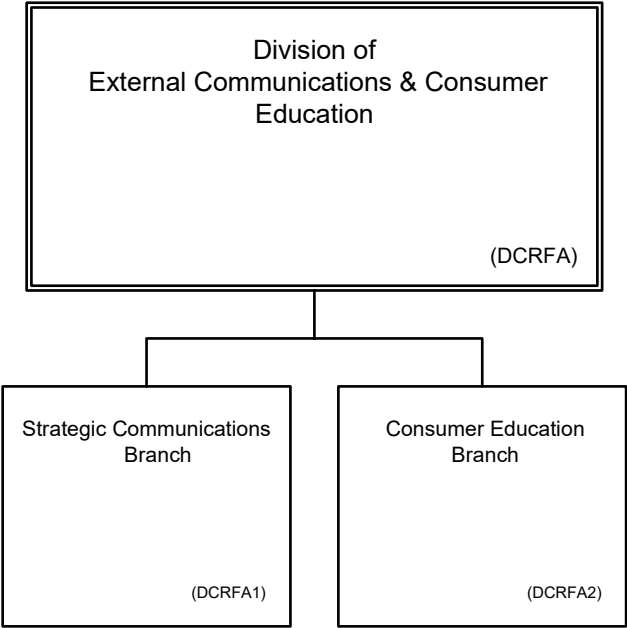 Division of
External Communications & Consumer
Education
(DCRFA)
Strategic Communications
Branch
(DCRFA1)
Consumer Education
Branch
(DCRFA2)